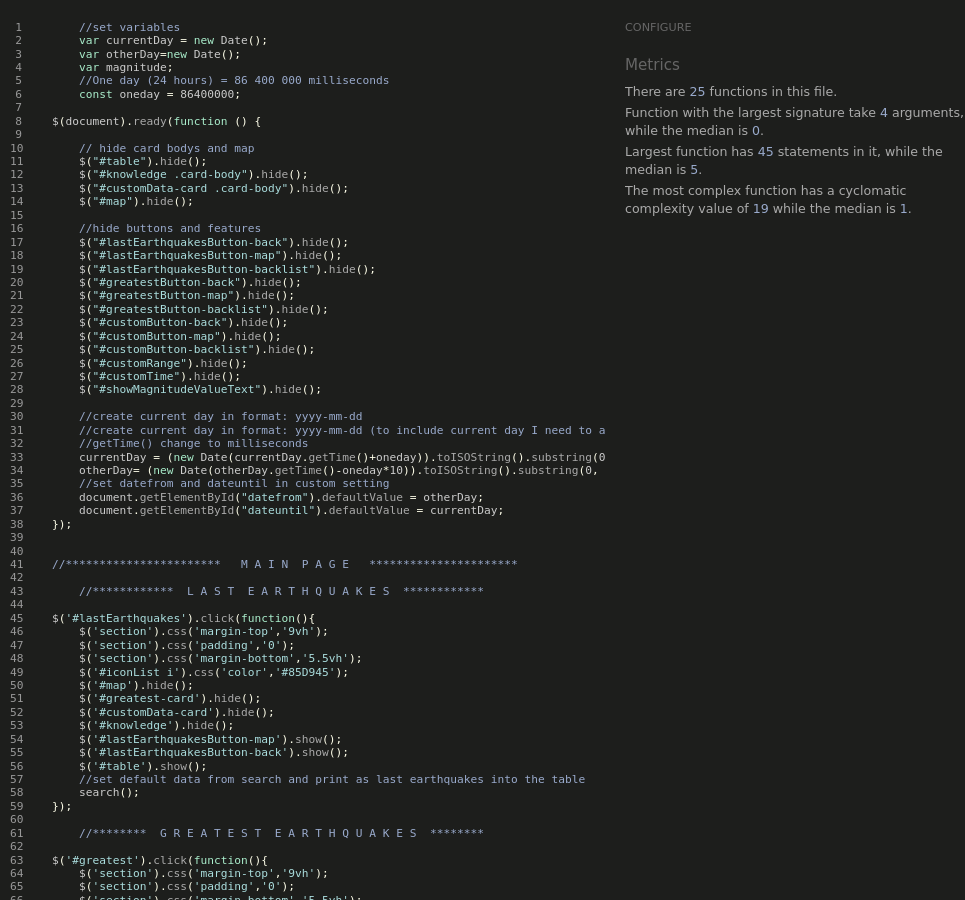 1 //set variables
2 var currentDay = new Date();
3 var otherDay=new Date();
4 var magnitude;
5 //One day (24 hours) = 86 400 000 milliseconds
6 const oneday = 86400000;
7
8 $(document).ready(function () {
9
10 // hide card bodys and map
11 $("#table").hide();
12 $("#knowledge .card-body").hide();
13 $("#customData-card .card-body").hide();
14 $("#map").hide();
15
16 //hide buttons and features
17 $("#lastEarthquakesButton-back").hide();
18 $("#lastEarthquakesButton-map").hide();
19 $("#lastEarthquakesButton-backlist").hide();
20 $("#greatestButton-back").hide();
21 $("#greatestButton-map").hide();
22 $("#greatestButton-backlist").hide();
23 $("#customButton-back").hide();
24 $("#customButton-map").hide();
25 $("#customButton-backlist").hide();
26 $("#customRange").hide();
27 $("#customTime").hide();
28 $("#showMagnitudeValueText").hide();
29
30 //create current day in format: yyyy-mm-dd
31 //create current day in format: yyyy-mm-dd (to include current day I need to a
32 //getTime() change to milliseconds
33 currentDay = (new Date(currentDay.getTime()+oneday)).toISOString().substring(0
34 otherDay= (new Date(otherDay.getTime()-oneday*10)).toISOString().substring(0,
35 //set datefrom and dateuntil in custom setting
36 document.getElementById("datefrom").defaultValue = otherDay;
37 document.getElementById("dateuntil").defaultValue = currentDay;
38 });
39
40
41 //*********************** M A I N  P A G E **********************
42
43 //************ L A S T  E A R T H Q U A K E S ************
44
45 $('#lastEarthquakes').click(function(){
46 $('section').css('margin-top','9vh');
47 $('section').css('padding','0');
48 $('section').css('margin-bottom','5.5vh');
49 $('#iconList i').css('color','#85D945');
50 $('#map').hide();
51 $('#greatest-card').hide();
52 $('#customData-card').hide();
53 $('#knowledge').hide();
54 $('#lastEarthquakesButton-map').show();
55 $('#lastEarthquakesButton-back').show();
56 $('#table').show();
57 //set default data from search and print as last earthquakes into the table
58 search();
59 });
60
61 //******** G R E A T E S T  E A R T H Q U A K E S ********
62
63 $('#greatest').click(function(){
64 $('section').css('margin-top','9vh');
65 $('section').css('padding','0');
66 $('section').css('margin-bottom','5.5vh');
CONFIGURE
Metrics
There are 25 functions in this file.
Function with the largest signature take 4 arguments,
while the median is 0.
Largest function has 45 statements in it, while the
median is 5.
The most complex function has a cyclomatic
complexity value of 19 while the median is 1.